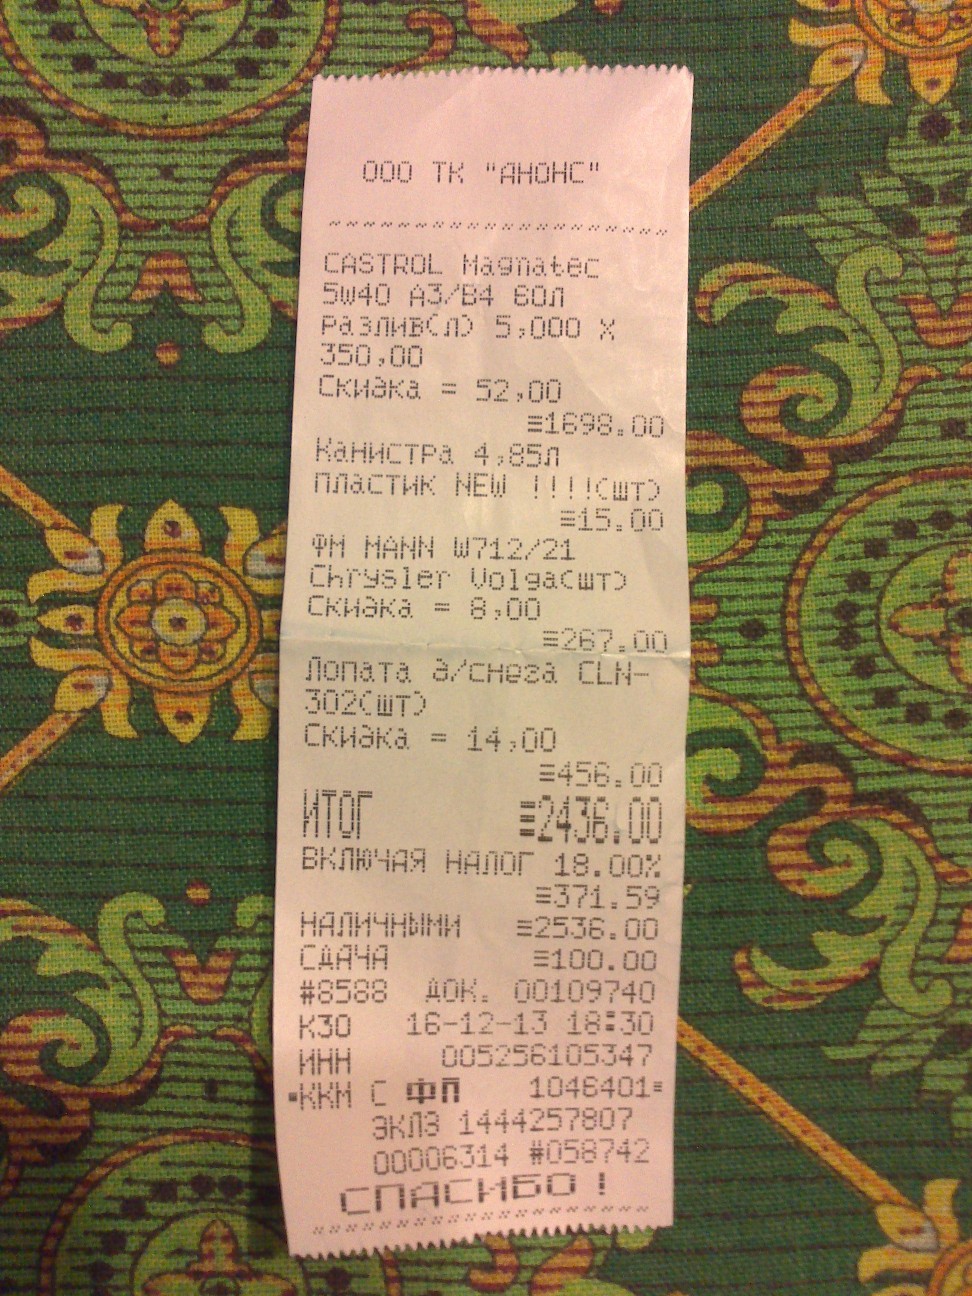 ООО ТК "АНОНС"
CASTROL Magnatec
5W40 A3/B4 60л
Разлив(л) 5,000 X
350,00
Скидка = 52,00
≡1698.00
Канистра 4,85л
пластик NEW !!!!(шт)
≡15.00
ФМ MANN W712/21
Chrysler Volga(шт)
Скидка = 8,00
≡267.00
Лопата д/снега CLN-
302(шт)
Скидка = 14,00
≡456.00
ИТОГ ≡2436.00
ВКЛЮЧАЯ НАЛОГ 18.00%
≡371.59
НАЛИЧНЫМИ ≡2536.00
СДАЧА ≡100.00
#8588 ДОК. 00109740
К30 16-12-13 18:30
ИНН 005256105347
▪ККМ С ФП 1046401≡
ЭКЛЗ 1444257807
00006314 #058742
СПАСИБО !